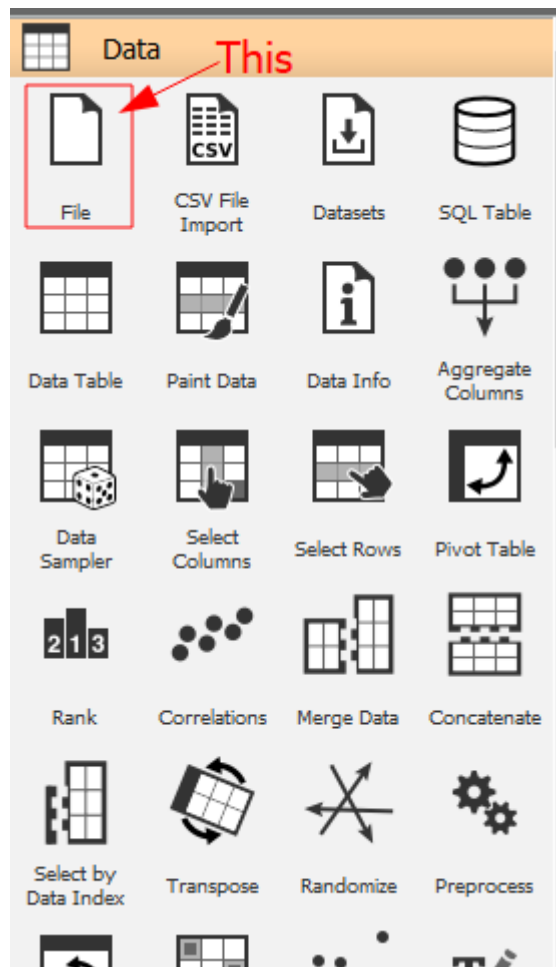 Data
This
CSV
File
CSV File
Import
Datasets
SQL Table
i
Data Table
Paint Data
Data Info
Aggregate
Columns
Data
Sampler
Select
Columns
Select Rows
Pivot Table
2 1 3
Rank
Correlations
Merge Data
Concatenate
Select by
Data Index
Transpose
Randomize
Preprocess